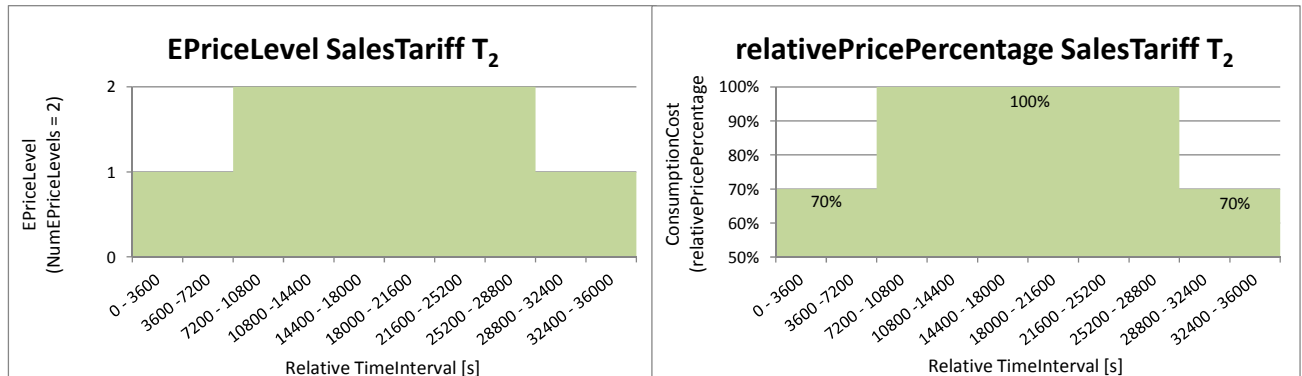 EPriceLevel SalesTariff T₂
EPriceLevel
(NumEPriceLevels = 2)
2
1
0
0 - 3600
3600 -7200
7200 - 10800
10800 -14400
14400 - 18000
18000 - 21600
21600 - 25200
25200 - 28800
28800 - 32400
32400 - 36000
Relative TimeInterval [s]
relativePricePercentage SalesTariff T₂
ConsumptionCost
(relativePricePercentage
100%
90%
80%
70%
60%
50%
70%
100%
70%
0 - 3600
3600 -7200
7200 - 10800
10800 -14400
14400 - 18000
18000 - 21600
21600 - 25200
25200 - 28800
28800 - 32400
32400 - 36000
Relative TimeInterval [s]